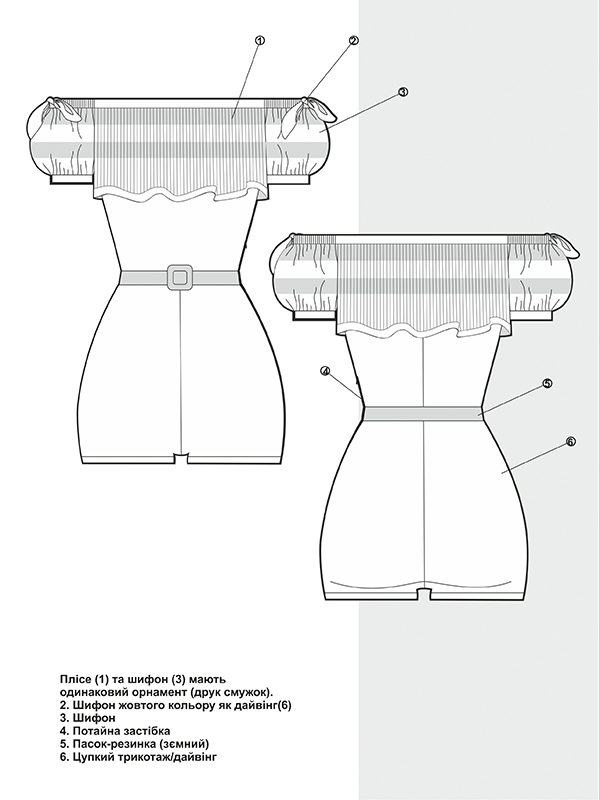 1
2
3
4
5
6
Плісе (1) та шифон (3) мають
одинаковий орнамент (друк смужок).
2. Шифон жовтого кольору як дайвінг(6)
3. Шифон
4. Потайна застібка
5. Пасок-резинка (зємний)
6. Цупкий трикотаж/дайвінг